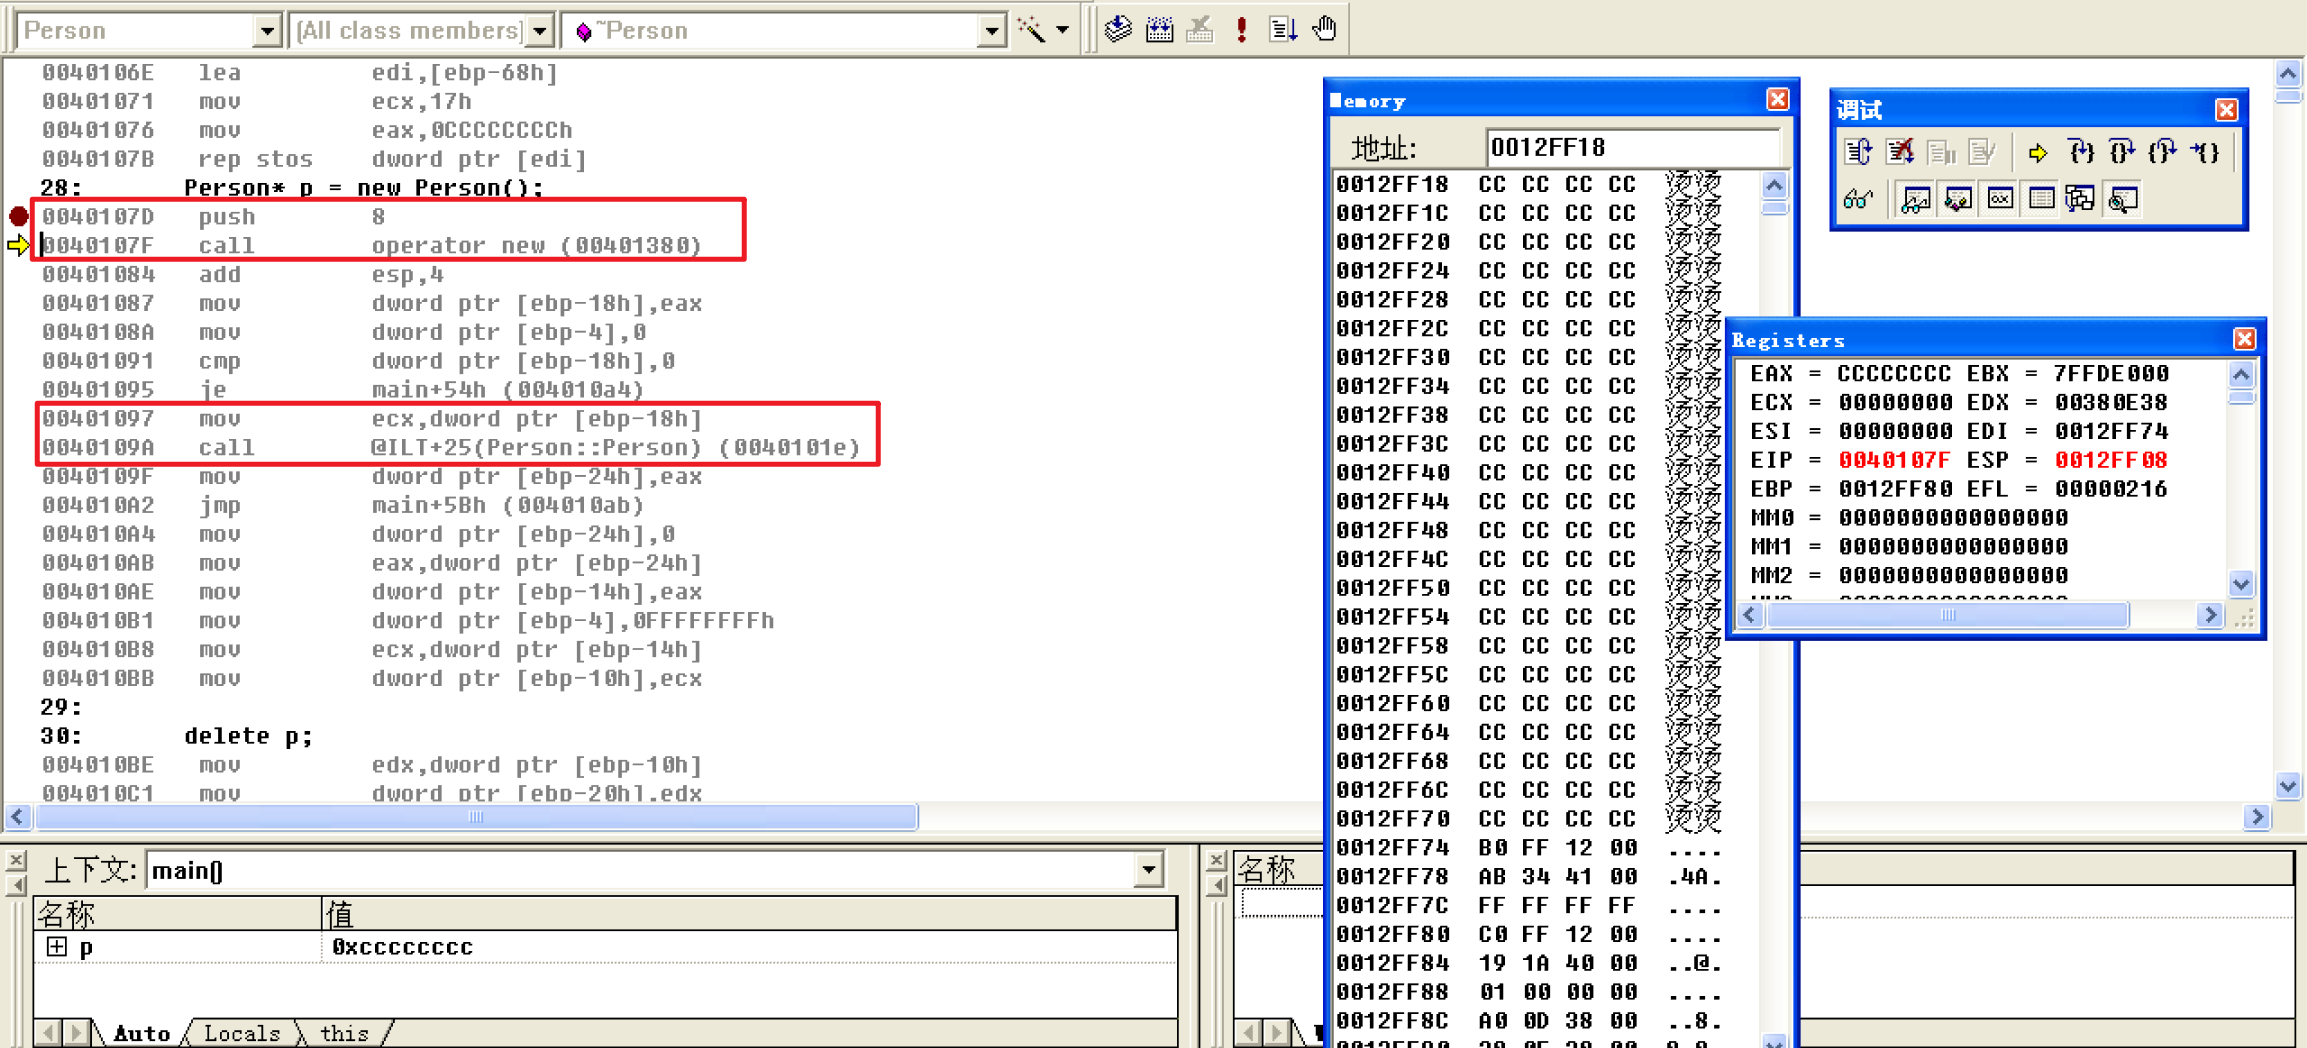 Person
(All class members)
~Person
0040106E lea edi,[ebp-68h]
00401071 mov ecx,17h
00401076 mov eax,0CCCCCCCCh
0040107B rep stos dword ptr [edi]
28: Person* p = new Person();
0040107D push 8
0040107F call operator new (00401380)
00401084 add esp,4
00401087 mov dword ptr [ebp-18h],eax
0040108A mov dword ptr [ebp-4],0
00401091 cmp dword ptr [ebp-18h],0
00401095 je main+54h (004010a4)
00401097 mov ecx,dword ptr [ebp-18h]
0040109A call @ILT+25(Person::Person) (0040101e)
0040109F mov dword ptr [ebp-24h],eax
004010A2 jmp main+5Bh (004010ab)
004010A4 mov dword ptr [ebp-24h],0
004010AB mov eax,dword ptr [ebp-24h]
004010AE mov dword ptr [ebp-14h],eax
004010B1 mov dword ptr [ebp-4],0FFFFFFFFh
004010B8 mov ecx,dword ptr [ebp-14h]
004010BB mov dword ptr [ebp-10h],ecx
29:
30: delete p;
004010BE mov edx,dword ptr [ebp-10h]
004010C1 mov dword ptr [ebp-20h],edx
Memory
地址: 0012FF18
0012FF18 CC CC CC CC 烫烫
0012FF1C CC CC CC CC 烫烫
0012FF20 CC CC CC CC 烫烫
0012FF24 CC CC CC CC 烫烫
0012FF28 CC CC CC CC 烫烫
0012FF2C CC CC CC CC 烫烫
0012FF30 CC CC CC CC 烫烫
0012FF34 CC CC CC CC 烫烫
0012FF38 CC CC CC CC 烫烫
0012FF3C CC CC CC CC 烫烫
0012FF40 CC CC CC CC 烫烫
0012FF44 CC CC CC CC 烫烫
0012FF48 CC CC CC CC 烫烫
0012FF4C CC CC CC CC 烫烫
0012FF50 CC CC CC CC 烫烫
0012FF54 CC CC CC CC 烫烫
0012FF58 CC CC CC CC 烫烫
0012FF5C CC CC CC CC 烫烫
0012FF60 CC CC CC CC 烫烫
0012FF64 CC CC CC CC 烫烫
0012FF68 CC CC CC CC 烫烫
0012FF6C CC CC CC CC 烫烫
0012FF70 CC CC CC CC 烫烫
0012FF74 B0 FF 12 00 ....
0012FF78 AB 34 41 00 .4A.
0012FF7C FF FF FF FF ....
0012FF80 C0 FF 12 00 ....
0012FF84 19 1A 40 00 ..@.
0012FF88 01 00 00 00 ....
0012FF8C A0 0D 38 00 ..8.
调试
Registers
EAX = CCCCCCCC EBX = 7FFDE000
ECX = 00000000 EDX = 00380E38
ESI = 00000000 EDI = 0012FF74
EIP = 0040107F ESP = 0012FF08
EBP = 0012FF80 EFL = 00000216
MM0 = 0000000000000000
MM1 = 0000000000000000
MM2 = 0000000000000000
上下文: main()
名称 值
p 0xcccccccc
Auto Locals this
名称